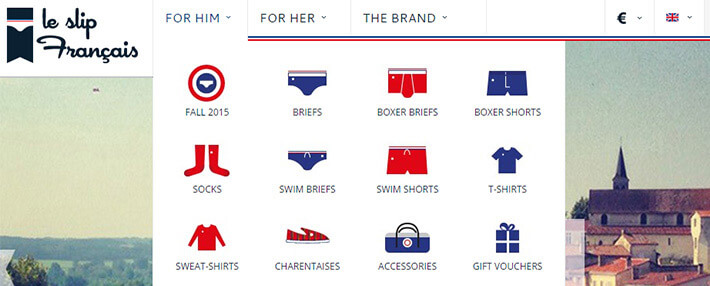 le slip
Français
FOR HIM
FOR HER
THE BRAND
€
FALL 2015
BRIEFS
BOXER BRIEFS
BOXER SHORTS
L
SOCKS
SWIM BRIEFS
SWIM SHORTS
T-SHIRTS
SWEAT-SHIRTS
CHARENTAISES
ACCESSORIES
GIFT VOUCHERS